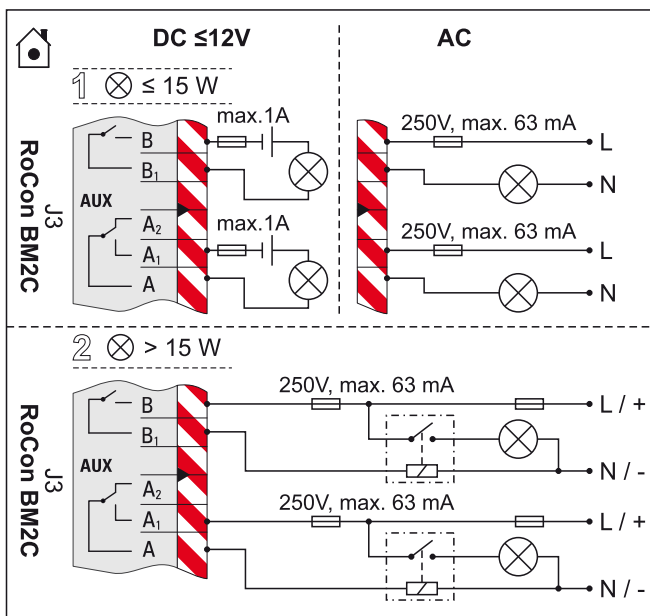 DC ≤12V
AC
1 ≤ 15 W
max.1A
250V, max. 63 mA
B
L
B₁
N
AUX
max.1A
250V, max. 63 mA
A₂
A₁
L
A
N
J3
RoCon BM2C
2 > 15 W
250V, max. 63 mA
B
L / +
B₁
N / -
AUX
250V, max. 63 mA
A₂
A₁
L / +
A
N / -
J3
RoCon BM2C